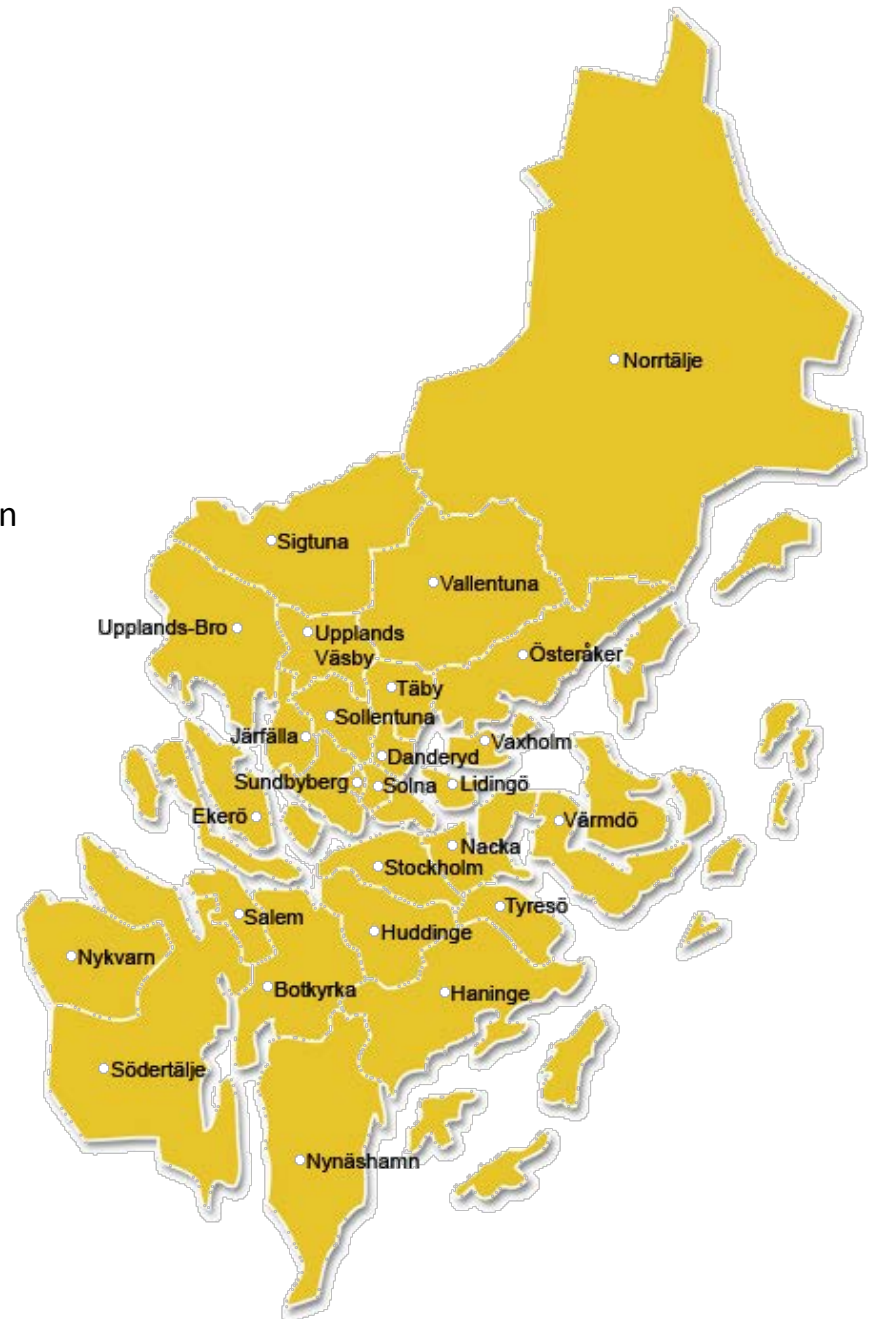 Norrtälje
n
Sigtuna
Vallentuna
Upplands-Bro
Upplands
Väsby
Österåker
Täby
Sollentuna
Järfälla
Vaxholm
Danderyd
Sundbyberg
Solna
Lidingö
Ekerö
Värmdö
Nacka
Stockholm
Tyresö
Salem
Huddinge
Nykvarn
Botkyrka
Haninge
Södertälje
Nynäshamn